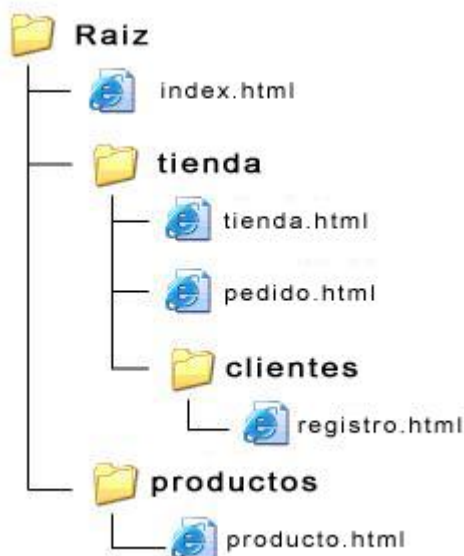 Raiz
index.html
tienda
tienda.html
pedido.html
clientes
registro.html
productos
producto.html